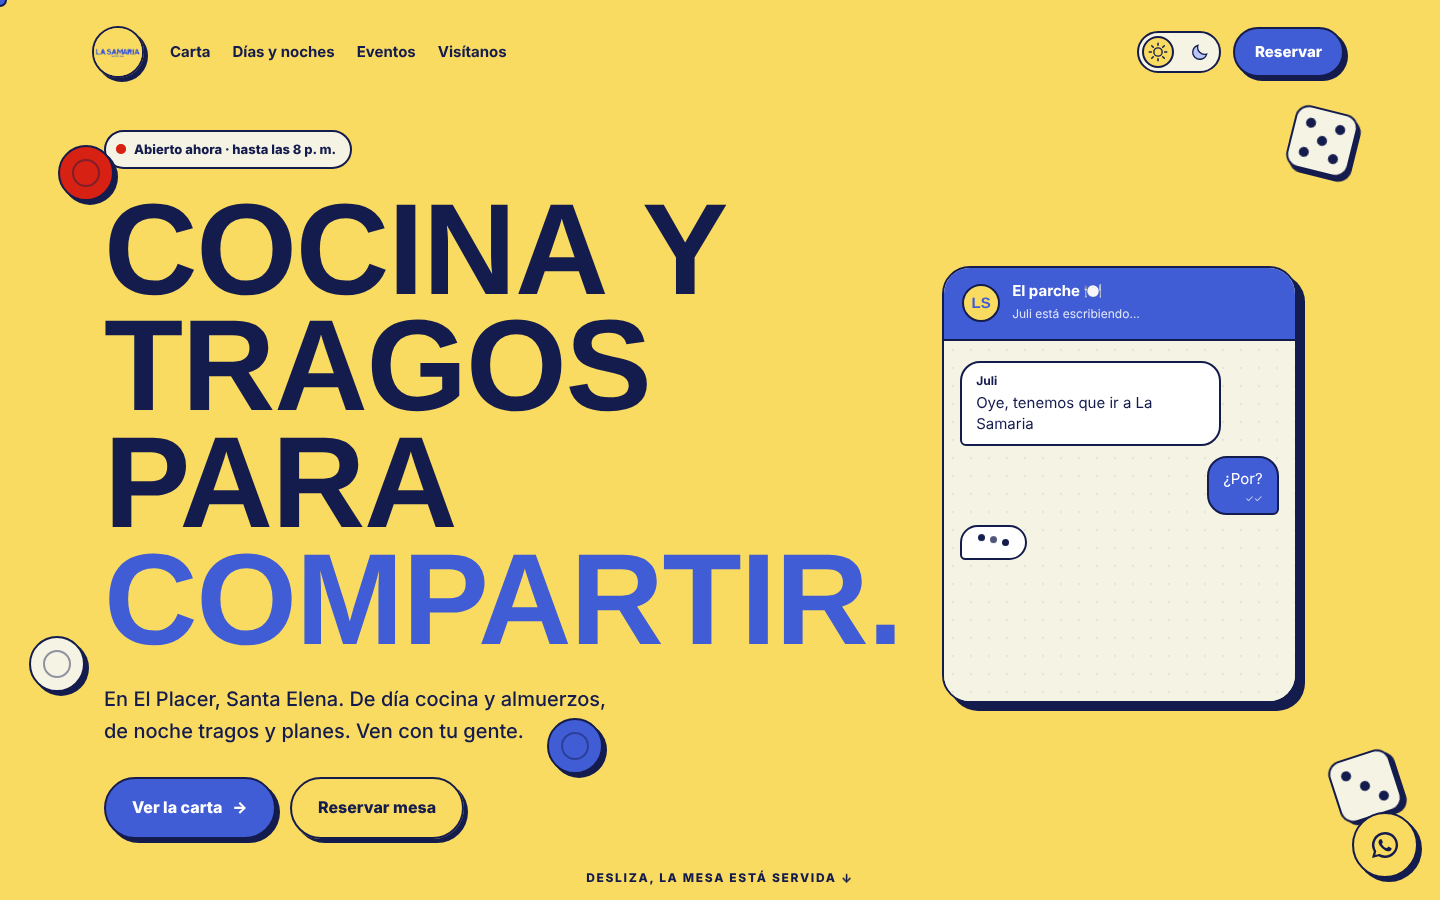 LA SAMARIA
Carta
Días y noches
Eventos
Visítanos
Reservar
Abierto ahora · hasta las 8 p. m.
COCINA Y
TRAGOS
PARA
COMPARTIR.
En El Placer, Santa Elena. De día cocina y almuerzos,
de noche tragos y planes. Ven con tu gente.
Ver la carta →
Reservar mesa
LS
El parche 🍽️
Juli está escribiendo...
Juli
Oye, tenemos que ir a La
Samaria
¿Por?
✓✓
DESLIZA, LA MESA ESTÁ SERVIDA ↓